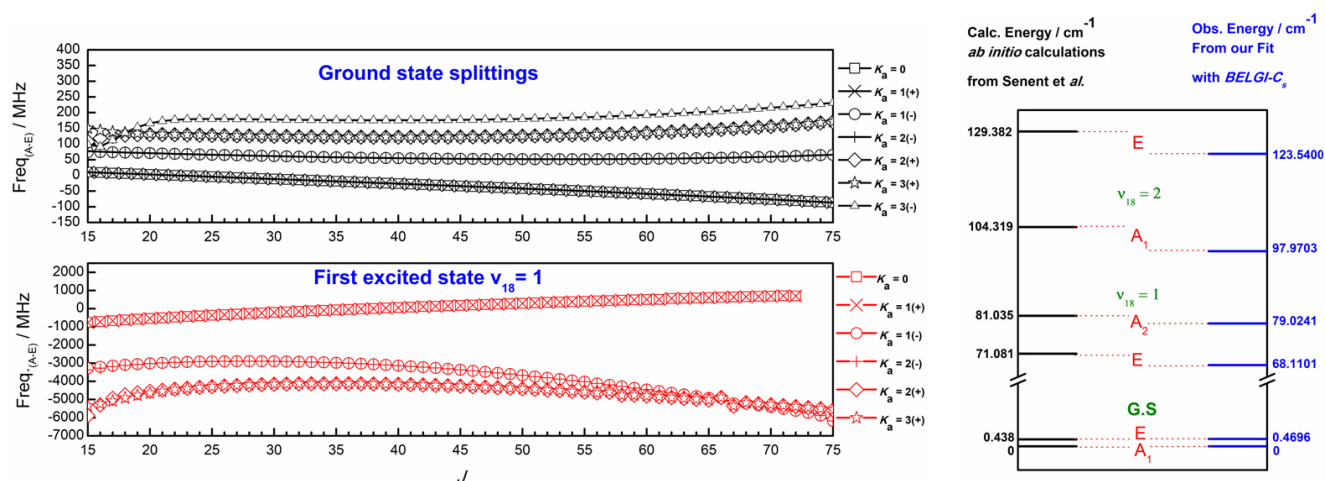 Ground state splittings
Freq(A-E) / MHz
400
350
300
250
200
150
100
50
0
-50
-100
-150
15 20 25 30 35 40 45 50 55 60 65 70 75
Ka = 0
Ka = 1(+)
Ka = 1(-)
Ka = 2(-)
Ka = 2(+)
Ka = 3(+)
Ka = 3(-)
First excited state ν18= 1
Freq.(A-E) / MHz
2000
1000
0
-1000
-2000
-3000
-4000
-5000
-6000
-7000
15 20 25 30 35 40 45 50 55 60 65 70 75
Ka = 0
Ka = 1(+)
Ka = 1(-)
Ka = 2(-)
Ka = 2(+)
Ka = 3(+)
Calc. Energy / cm-1
ab initio calculations
from Senent et al.
Obs. Energy / cm-1
From our Fit
with BELGI-Cs
129.382 E 123.5400
ν18 = 2
104.319 A1 97.9703
ν18 = 1
81.035 A2 79.0241
71.081 E 68.1101
G.S
0.438 E 0.4696
0 A1 0